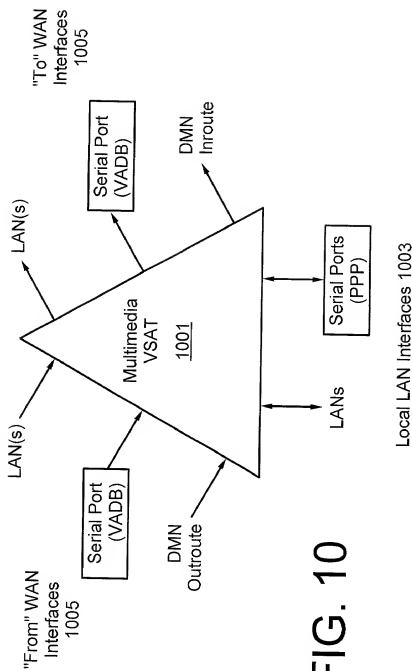 "From" WAN
Interfaces
1005
"To" WAN
Interfaces
1005
LAN(s)
LAN(s)
Serial Port
(VADB)
Serial Port
(VADB)
Multimedia
VSAT
1001
DMN
Outroute
DMN
Inroute
LANs
Serial Ports
(PPP)
Local LAN Interfaces 1003
FIG. 10